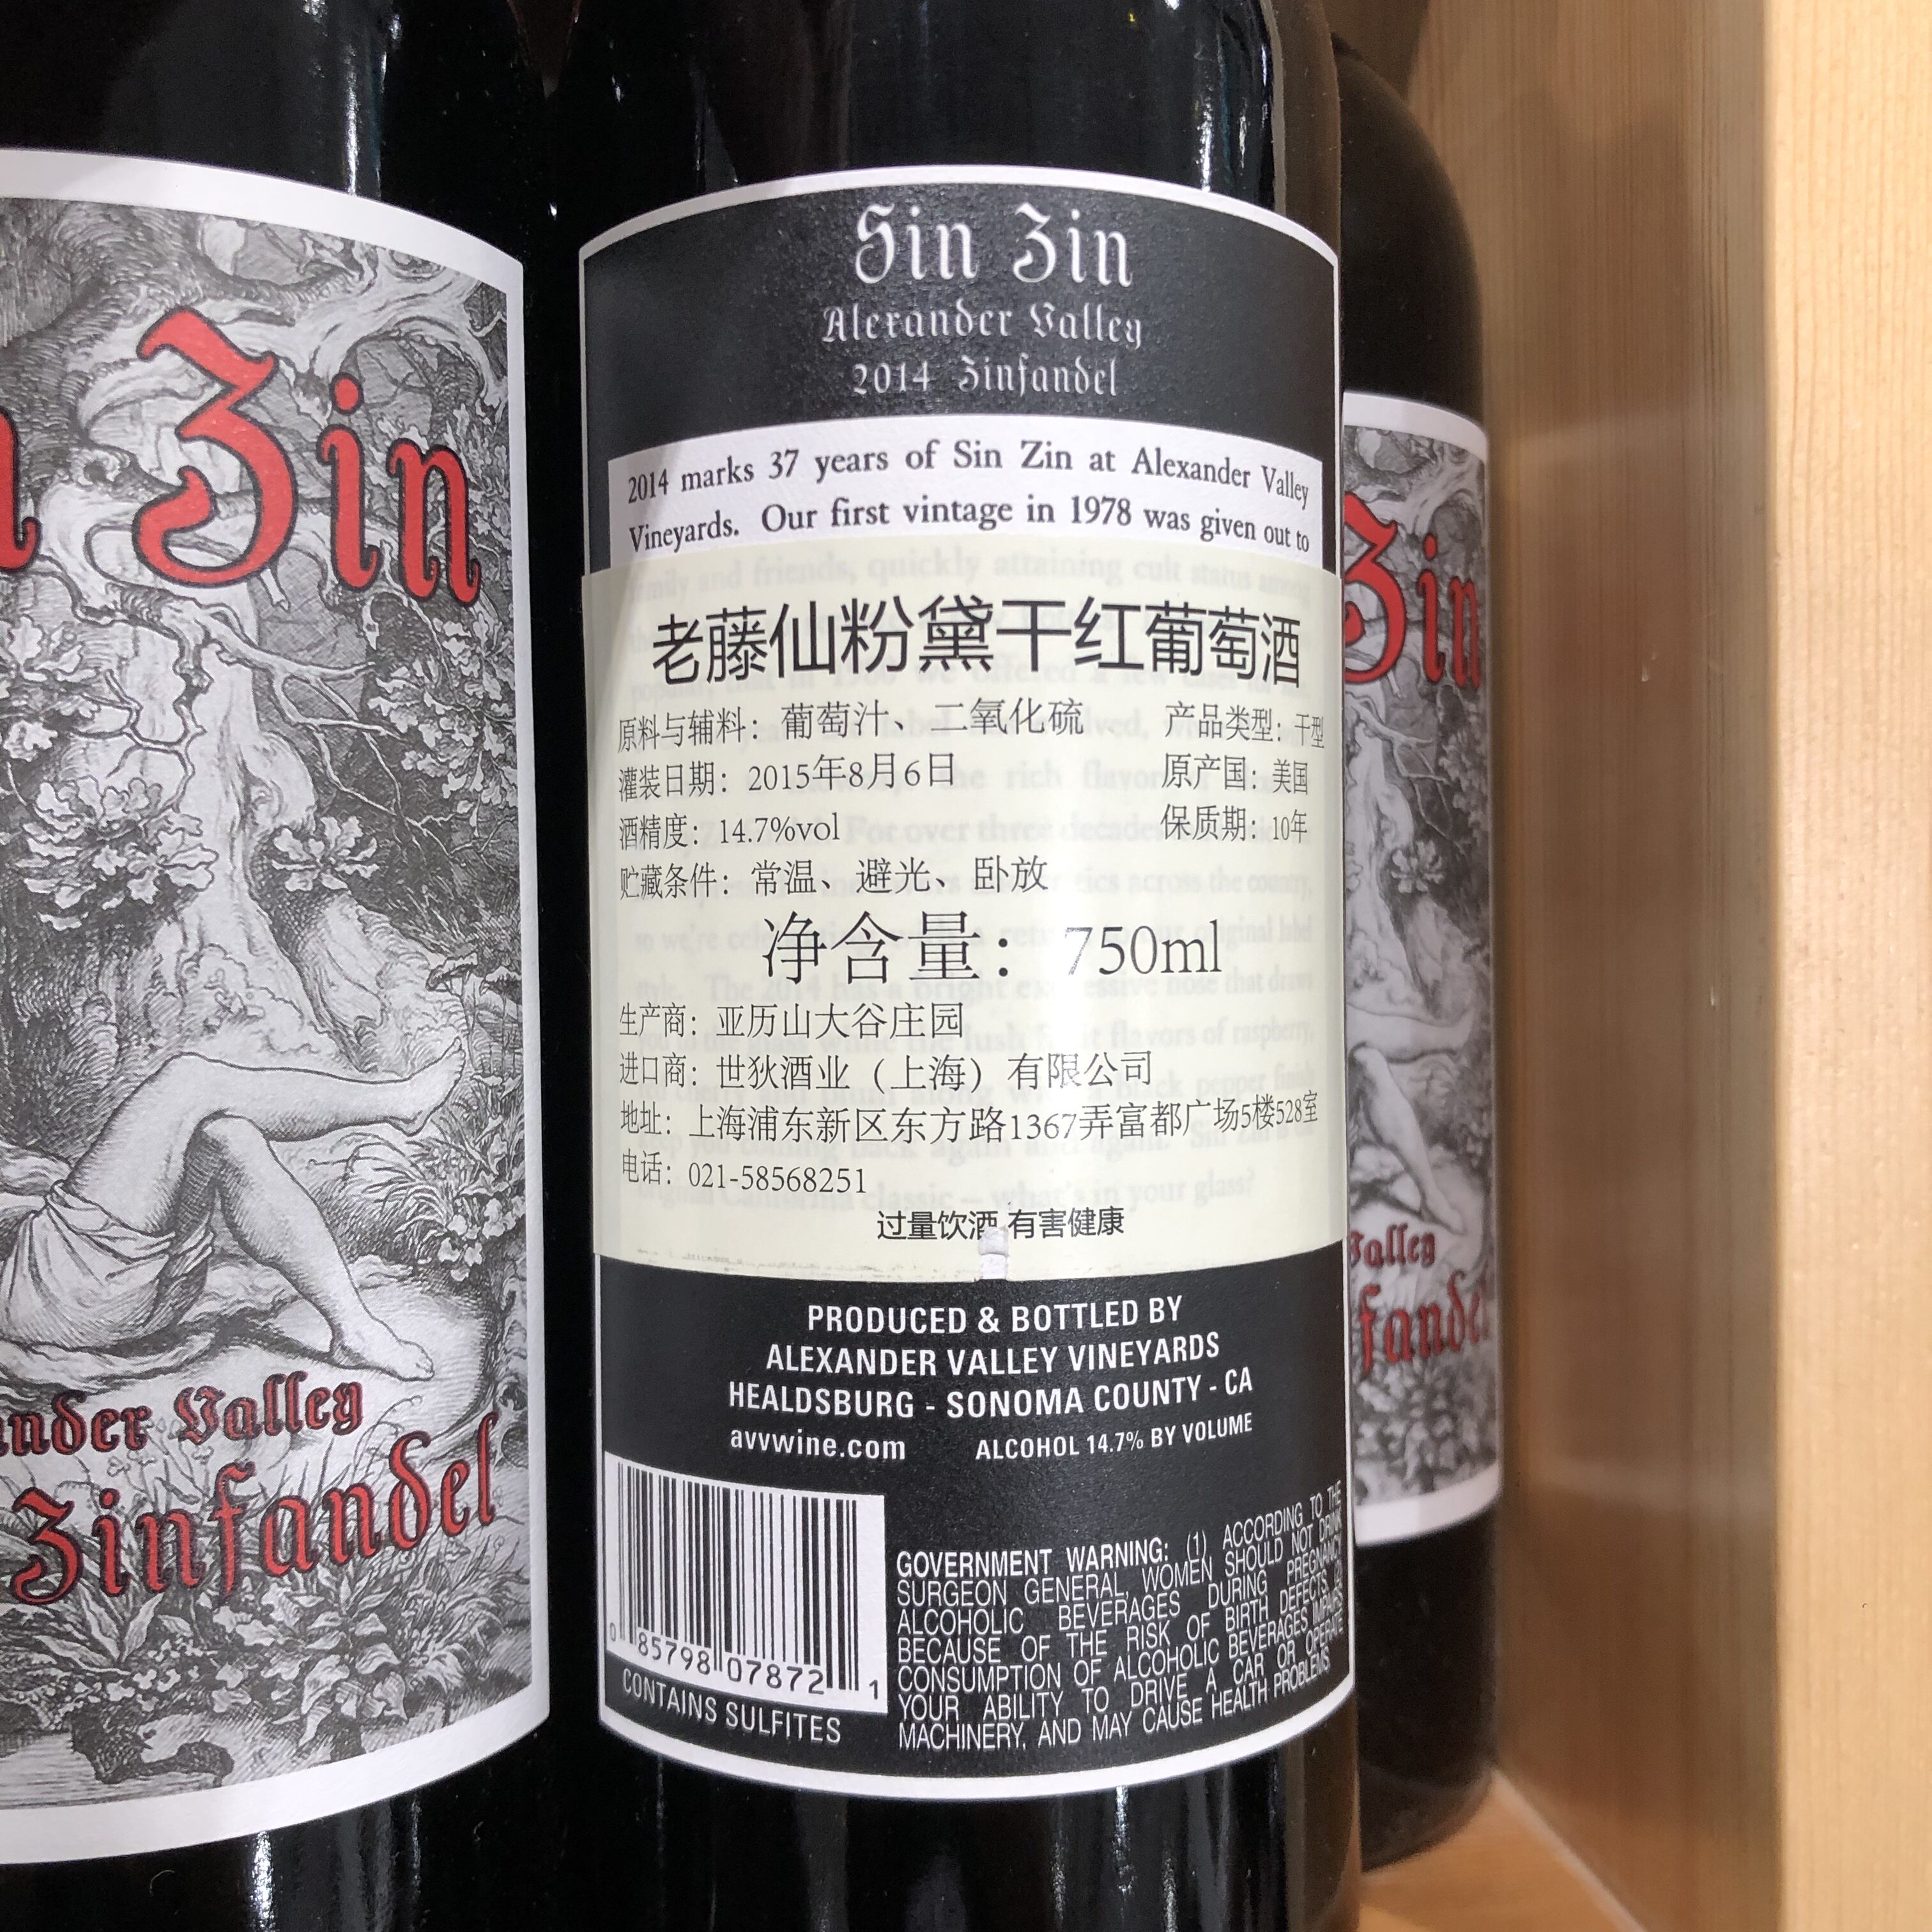 Zin
ander Valley
Zinfandel
Sin Zin
Alexander Valley
2014 Zinfandel
2014 marks 37 years of Sin Zin at Alexander Valley
Vineyards. Our first vintage in 1978 was given out to
老藤仙粉黛干红葡萄酒
原料与辅料：葡萄汁、二氧化硫 产品类型：干型
灌装日期：2015年8月6日 原产国：美国
酒精度：14.7%vol 保质期：10年
贮藏条件：常温、避光、卧放
净含量：750ml
生产商：亚历山大谷庄园
进口商：世狄酒业（上海）有限公司
地址：上海浦东新区东方路1367弄富都广场5楼528室
电话：021-58568251
过量饮酒 有害健康
PRODUCED & BOTTLED BY
ALEXANDER VALLEY VINEYARDS
HEALDSBURG - SONOMA COUNTY - CA
avvwine.com ALCOHOL 14.7% BY VOLUME
0 85798 07872 1
CONTAINS SULFITES
GOVERNMENT WARNING: (1) ACCORDING TO THE
SURGEON GENERAL, WOMEN SHOULD NOT DRINK
ALCOHOLIC BEVERAGES DURING PREGNANCY
BECAUSE OF THE RISK OF BIRTH DEFECTS. (2)
CONSUMPTION OF ALCOHOLIC BEVERAGES IMPAIRS
YOUR ABILITY TO DRIVE A CAR OR OPERATE
MACHINERY, AND MAY CAUSE HEALTH PROBLEMS.
Zin
Valley
fandel